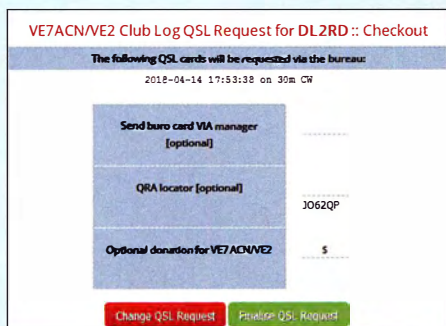 VE7ACN/VE2 Club Log QSL Request for DL2RD :: Checkout
The following QSL cards will be requested via the bureau:
2018-04-14 17:53:38 on 30m CW
Send buro card VIA manager
[optional]
QRA locator [optional]
JO62QP
Optional donation for VE7ACN/VE2
$
Change QSL Request Finalise QSL Request